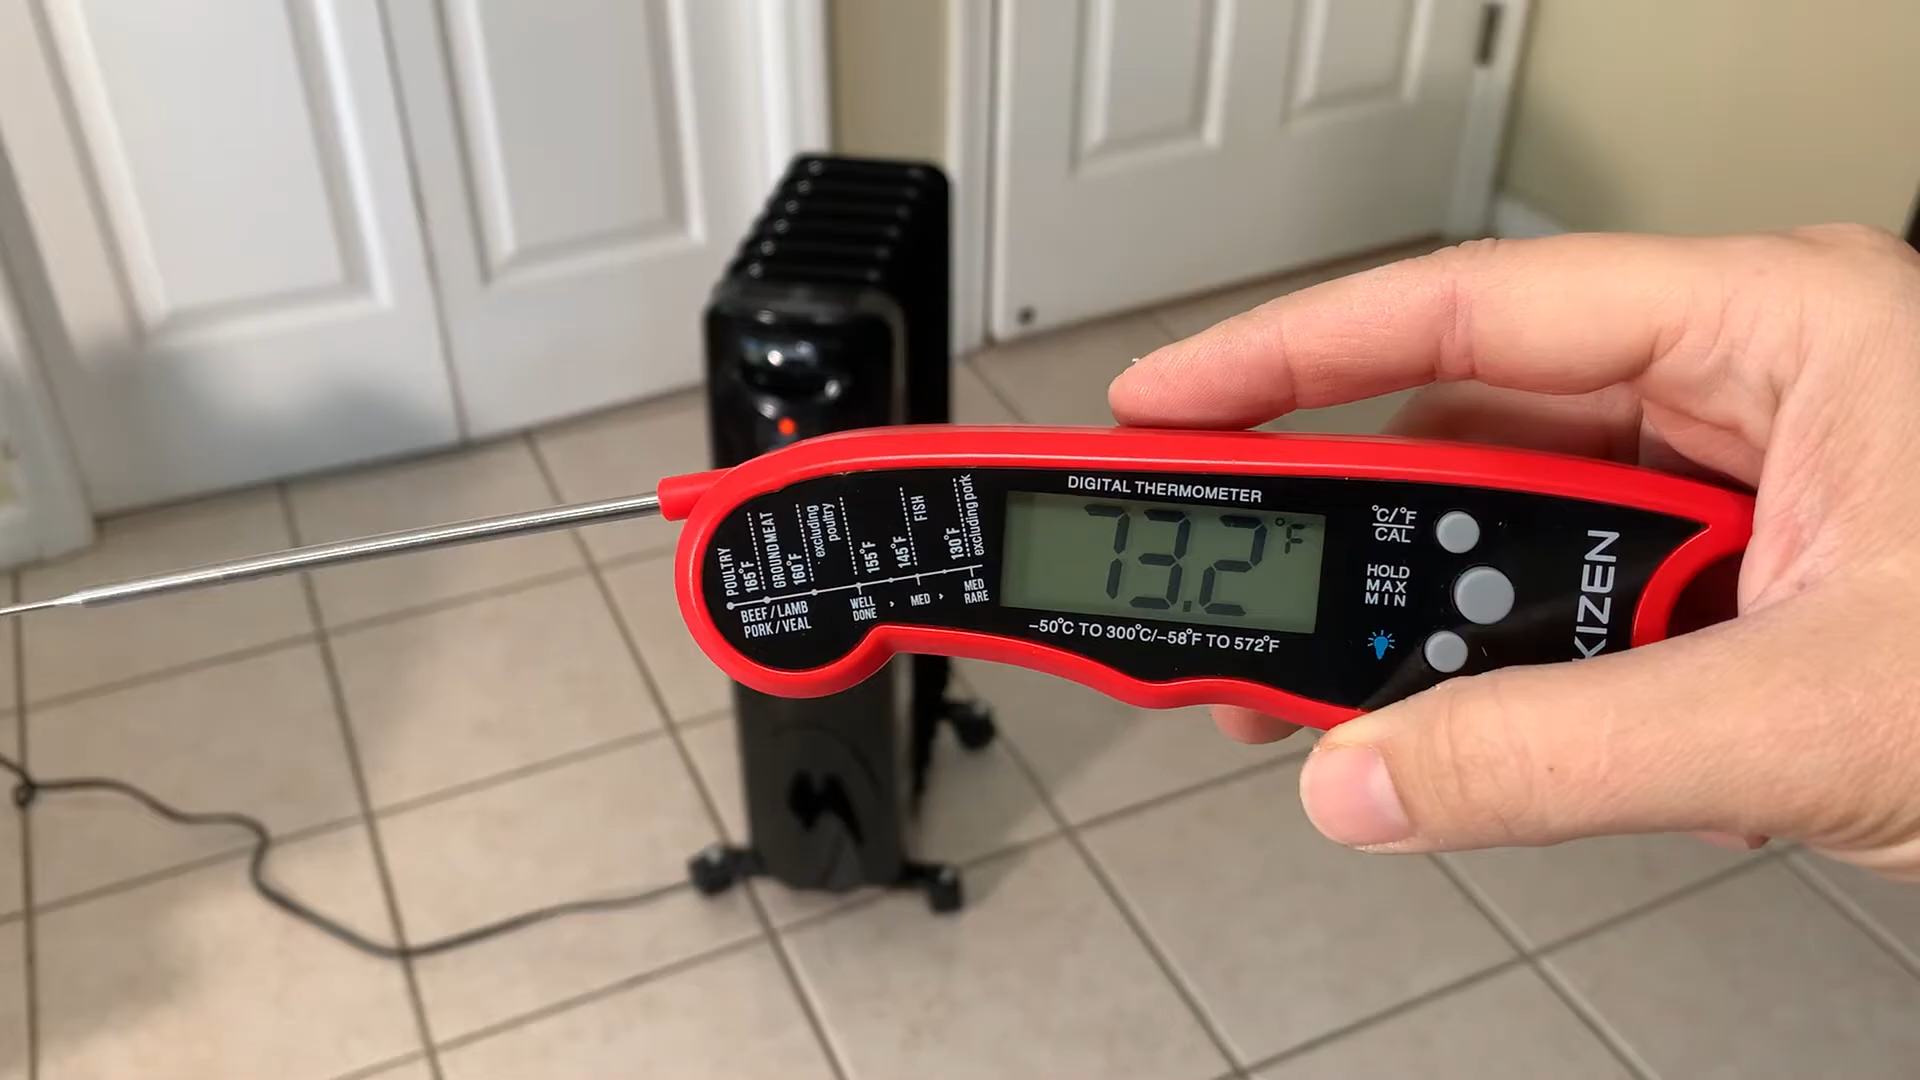 DIGITAL THERMOMETER
73.2°F
-50°C TO 300°C/-58°F TO 572°F
POULTRY
165°F
GROUND MEAT
160°F
excluding
poultry
155°F
145°F
FISH
130°F
excluding pork
BEEF / LAMB
PORK / VEAL
WELL
DONE
> MED >
MED
RARE
°C/°F
CAL
HOLD
MAX
MIN
KIZEN